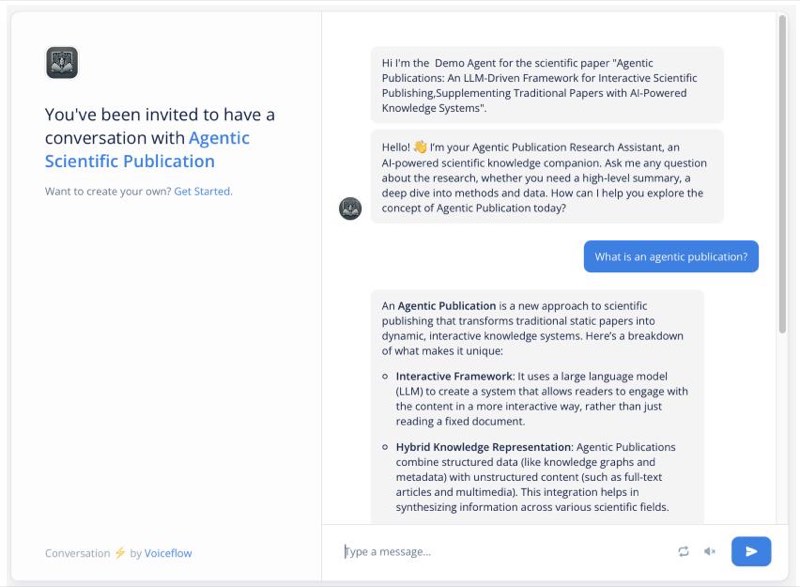 You've been invited to have a
conversation with Agentic
Scientific Publication
Want to create your own? Get Started.
Conversation ⚡ by Voiceflow
Hi I'm the Demo Agent for the scientific paper "Agentic
Publications: An LLM-Driven Framework for Interactive Scientific
Publishing,Supplementing Traditional Papers with AI-Powered
Knowledge Systems".
Hello! 👋 I'm your Agentic Publication Research Assistant, an
AI-powered scientific knowledge companion. Ask me any question
about the research, whether you need a high-level summary, a
deep dive into methods and data. How can I help you explore the
concept of Agentic Publication today?
What is an agentic publication?
An Agentic Publication is a new approach to scientific
publishing that transforms traditional static papers into
dynamic, interactive knowledge systems. Here's a breakdown
of what makes it unique:
Interactive Framework: It uses a large language model
(LLM) to create a system that allows readers to engage with
the content in a more interactive way, rather than just
reading a fixed document.
Hybrid Knowledge Representation: Agentic Publications
combine structured data (like knowledge graphs and
metadata) with unstructured content (such as full-text
articles and multimedia). This integration helps in
synthesizing information across various scientific fields.
Type a message...